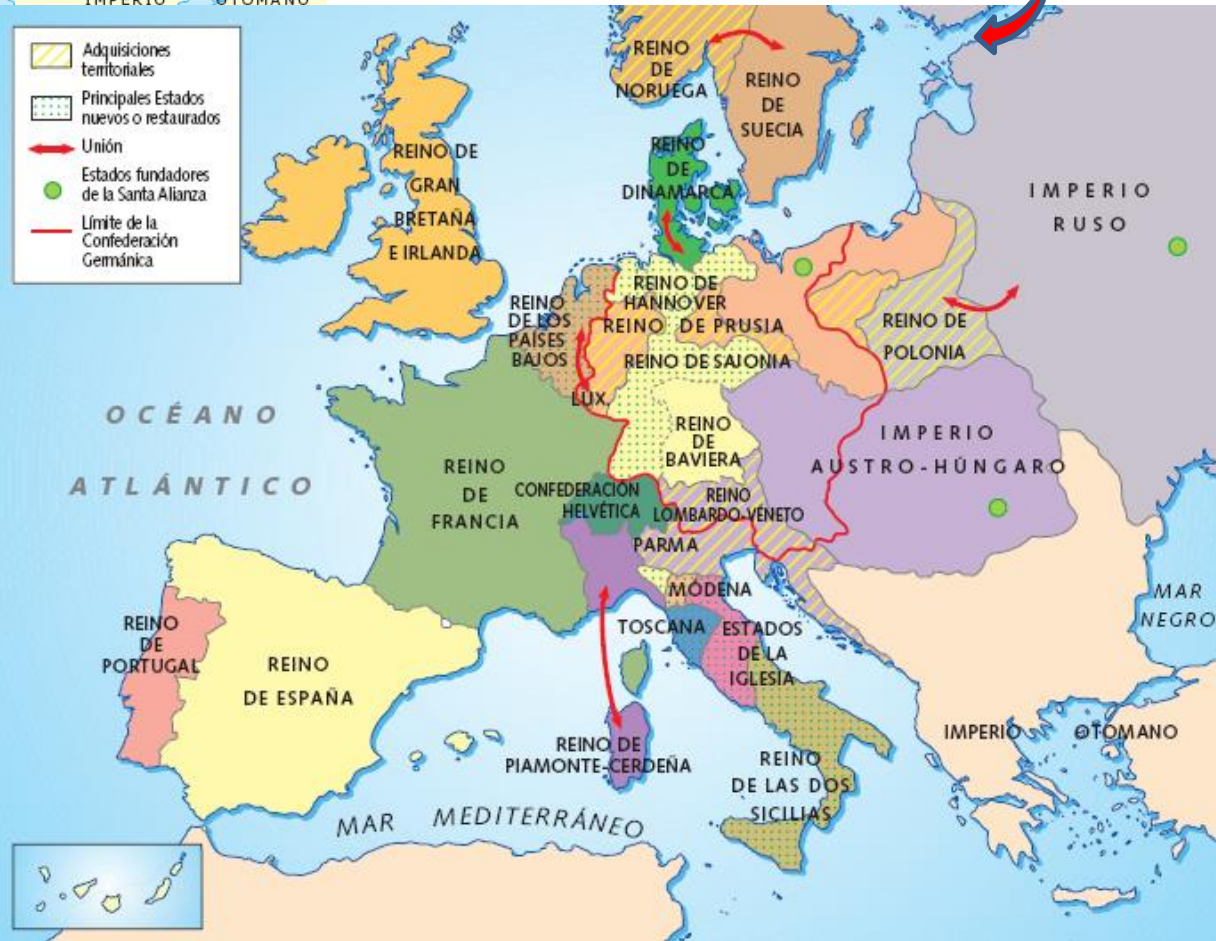 IMPERIO OTOMANO
Adquisiciones
territoriales
Principales Estados
nuevos o restaurados
Unión
Estados fundadores
de la Santa Alianza
Límite de la
Confederación
Germánica
REINO
DE
NORUEGA
REINO
DE
SUECIA
REINO DE
GRAN
BRETAÑA
E IRLANDA
REINO
DE
DINAMARCA
IMPERIO
RUSO
REINO DE
HANNOVER
REINO
DE LOS
PAÍSES
BAJOS
REINO DE PRUSIA
REINO DE
POLONIA
REINO DE SAJONIA
LUX.
OCÉANO
ATLÁNTICO
REINO
DE
BAVIERA
IMPERIO
AUSTRO-HÚNGARO
REINO
DE
FRANCIA
CONFEDERACIÓN
HELVÉTICA
REINO
LOMBARDO-VÉNETO
PARMA
MÓDENA
MAR
NEGRO
REINO
DE
PORTUGAL
REINO
DE ESPAÑA
TOSCANA
ESTADOS
DE LA
IGLESIA
IMPERIO OTOMANO
REINO DE
PIAMONTE-CERDEÑA
REINO
DE LAS DOS
SICILIAS
MAR MEDITERRÁNEO